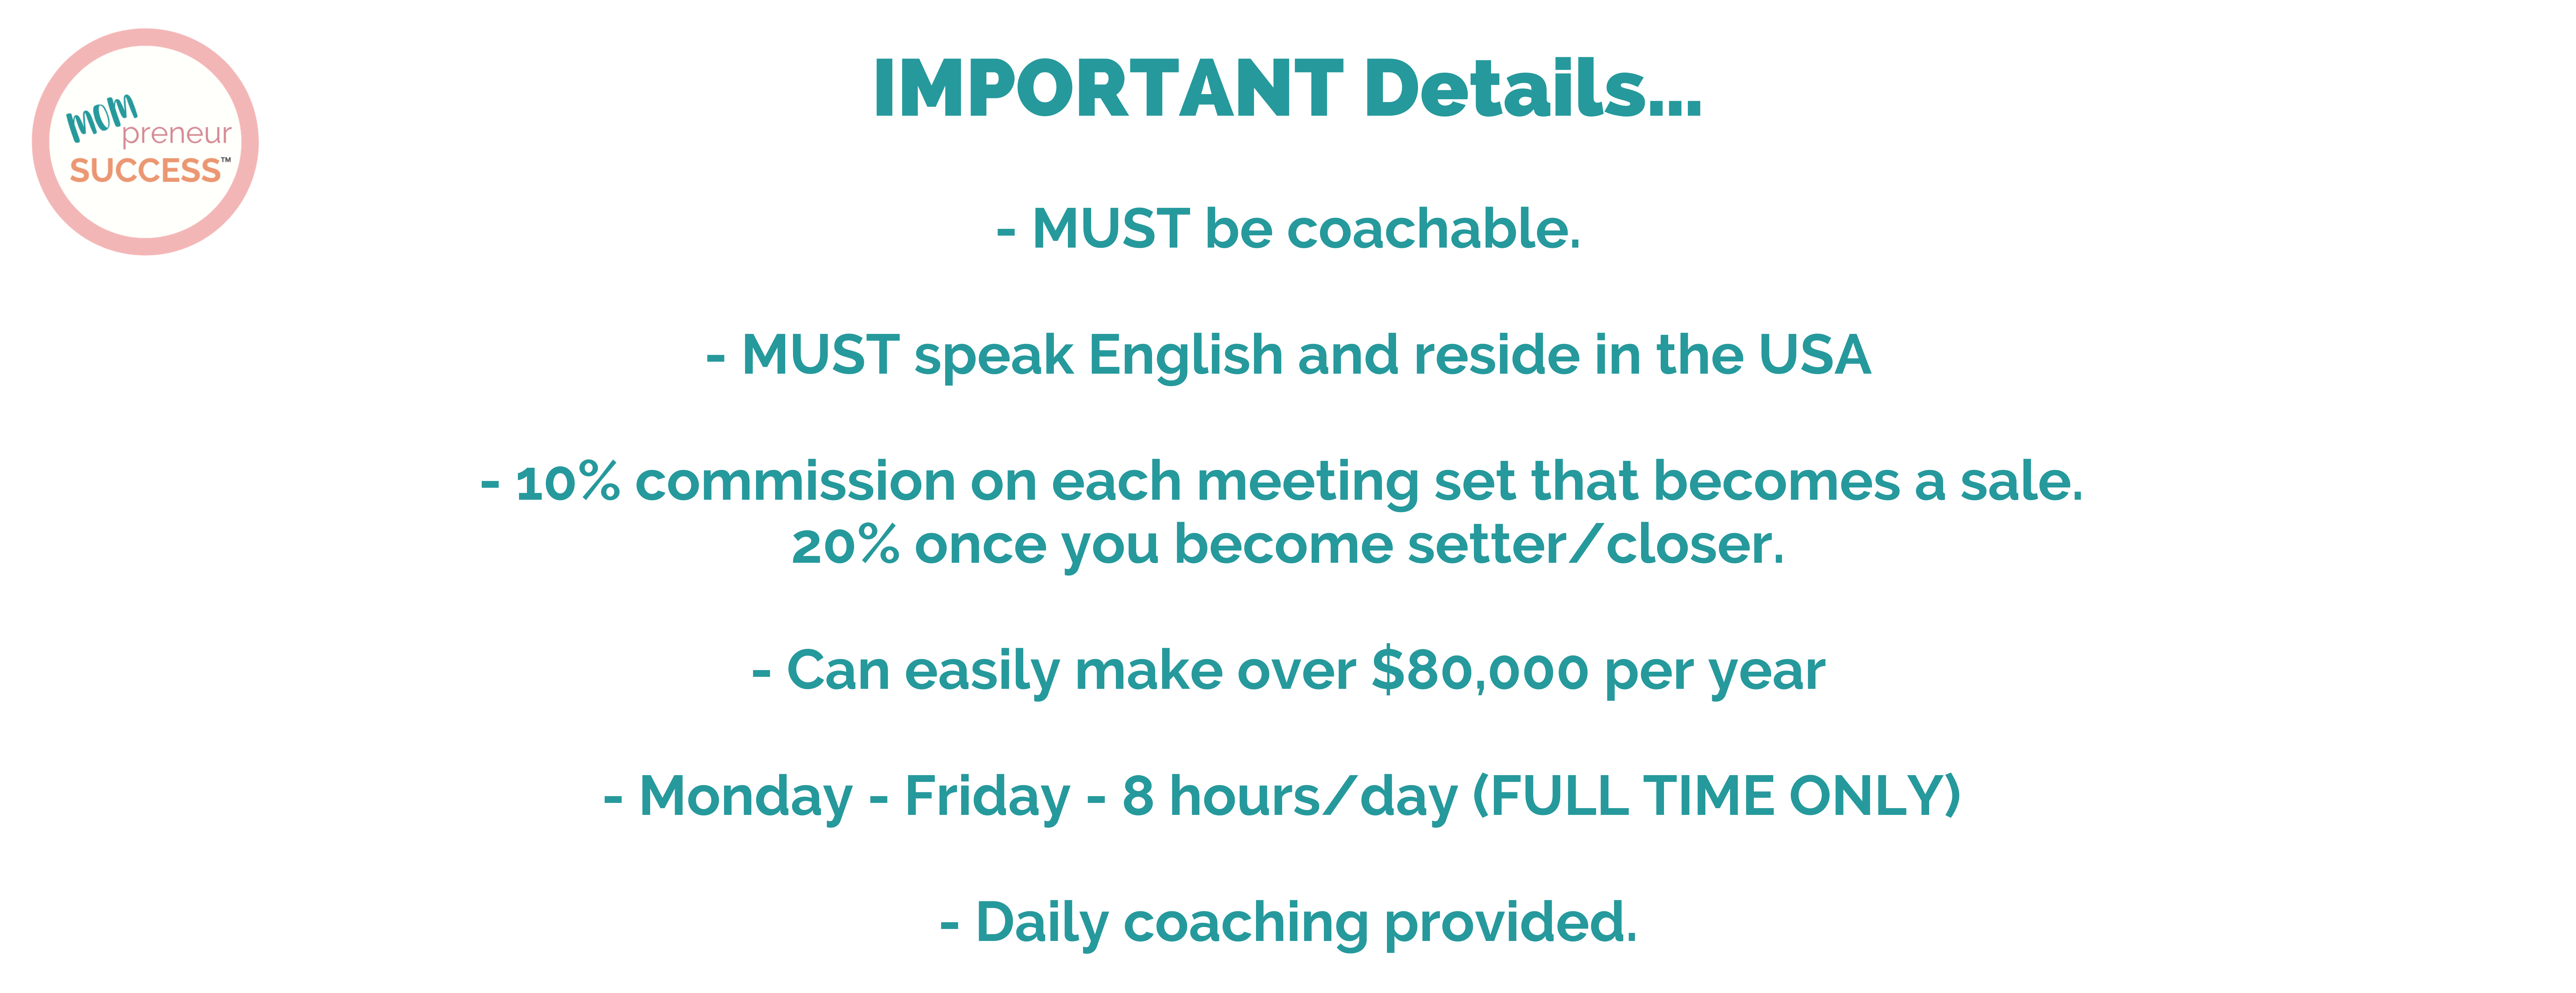 mom
preneur
SUCCESS™
IMPORTANT Details...
- MUST be coachable.
- MUST speak English and reside in the USA
- 10% commission on each meeting set that becomes a sale.
20% once you become setter/closer.
- Can easily make over $80,000 per year
- Monday - Friday - 8 hours/day (FULL TIME ONLY)
- Daily coaching provided.